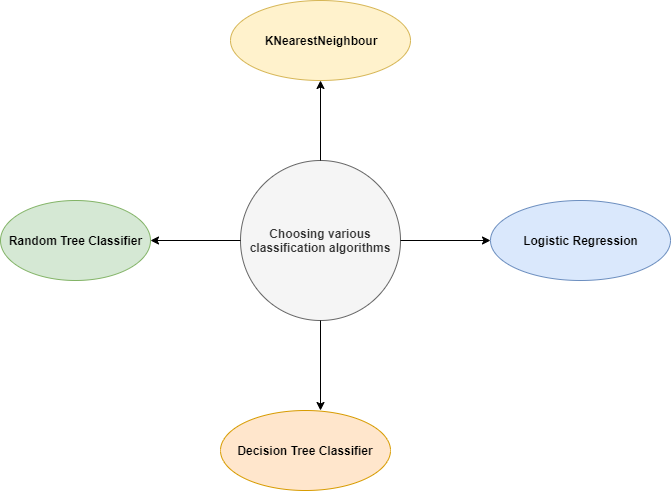 KNearestNeighbour
Choosing various
classification algorithms
Random Tree Classifier
Logistic Regression
Decision Tree Classifier